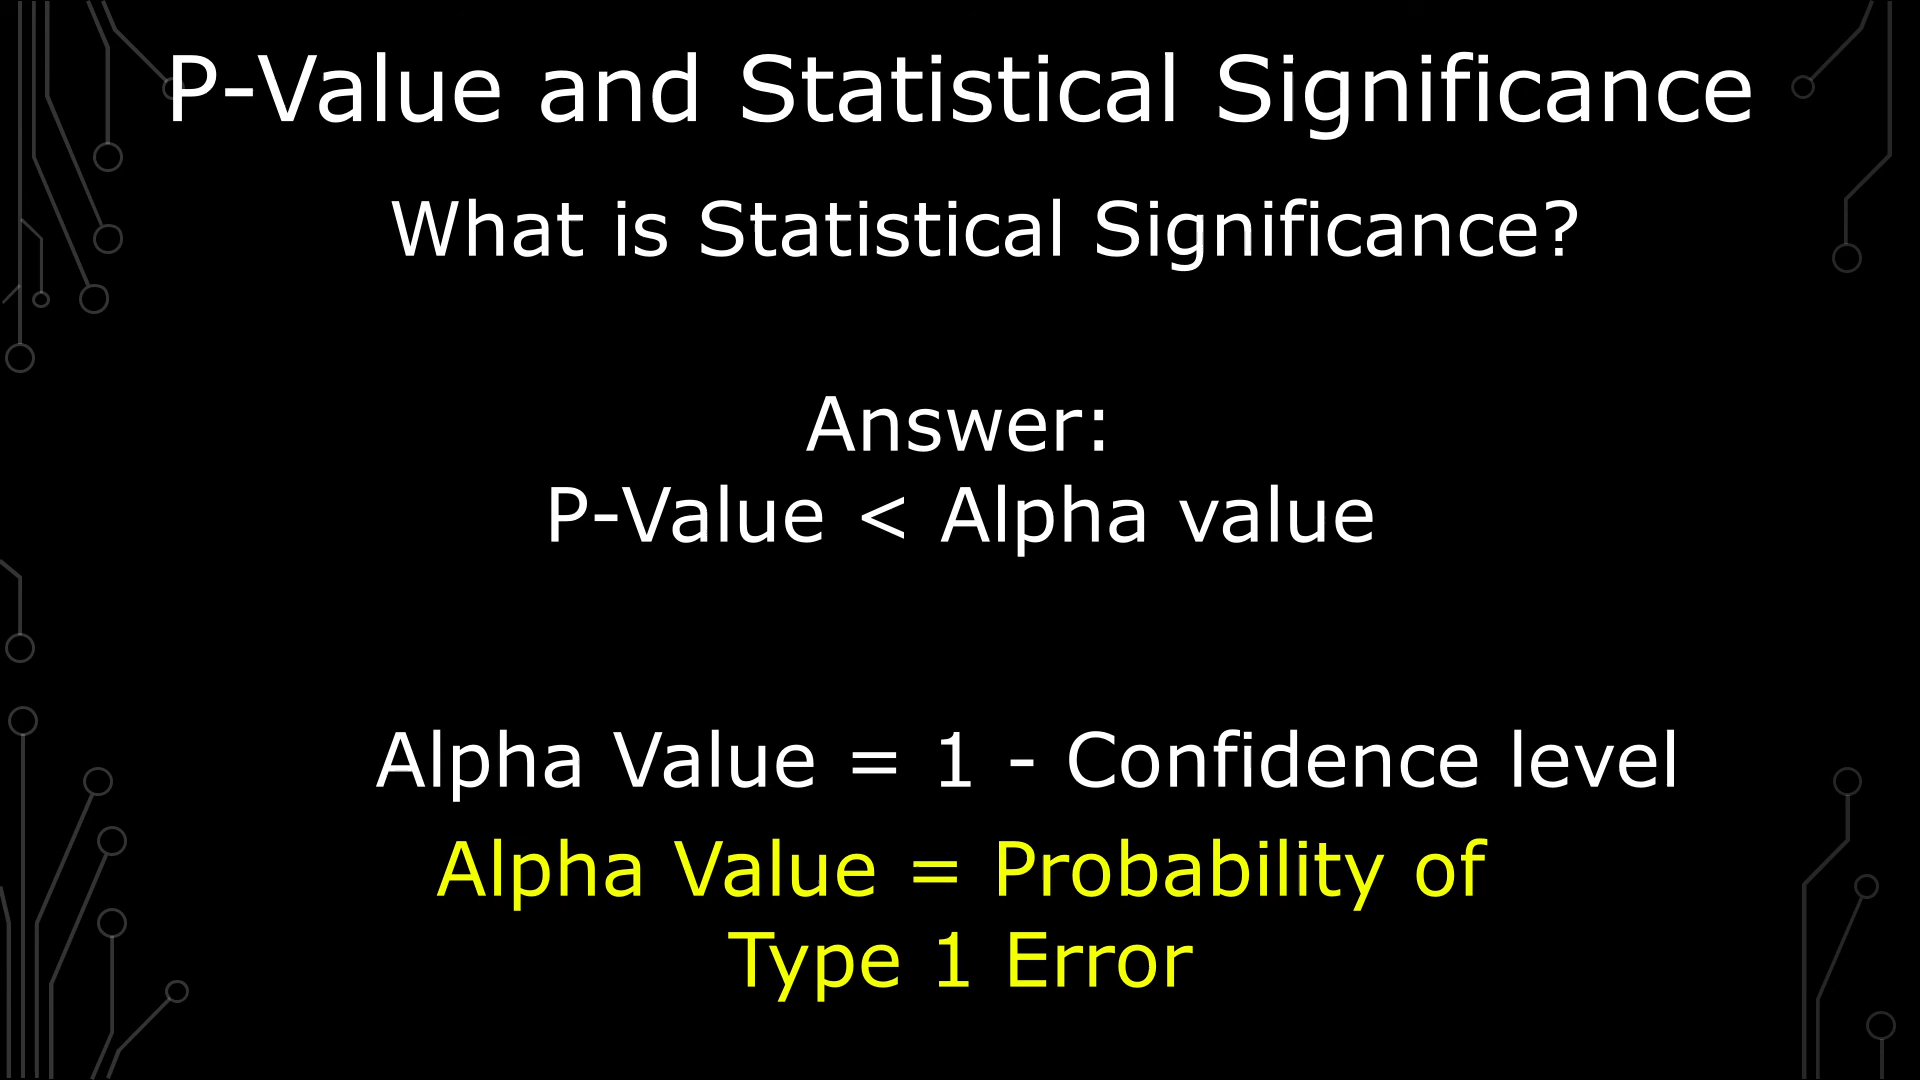 P-Value and Statistical Significance
What is Statistical Significance?
Answer:
P-Value < Alpha value
Alpha Value = 1 - Confidence level
Alpha Value = Probability of
Type 1 Error